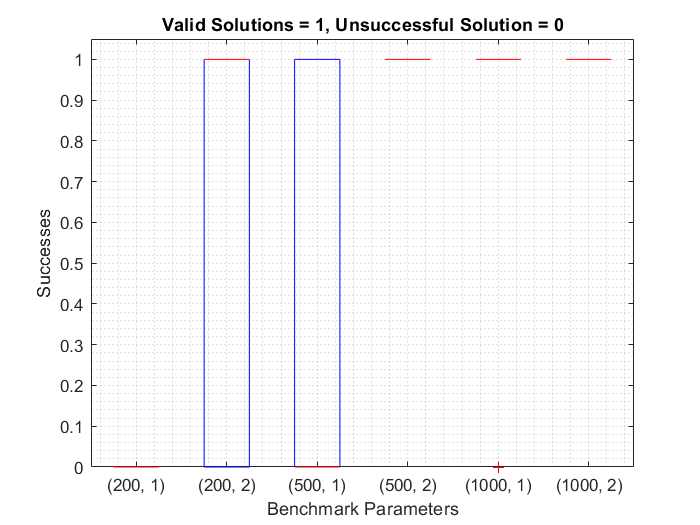 Valid Solutions = 1, Unsuccessful Solution = 0
Successes
1
0.9
0.8
0.7
0.6
0.5
0.4
0.3
0.2
0.1
0
(200, 1) (200, 2) (500, 1) (500, 2) (1000, 1) (1000, 2)
Benchmark Parameters